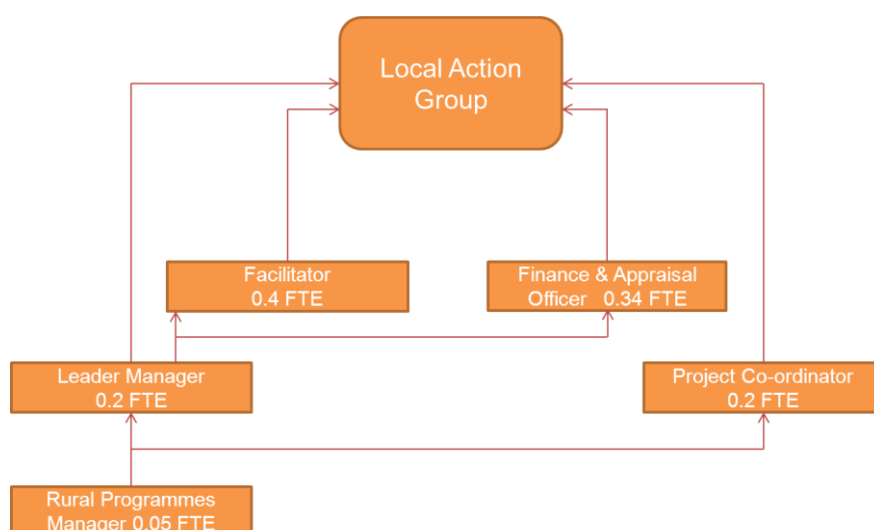 Local Action
Group
Facilitator
0.4 FTE
Finance & Appraisal
Officer 0.34 FTE
Leader Manager
0.2 FTE
Project Co-ordinator
0.2 FTE
Rural Programmes
Manager 0.05 FTE